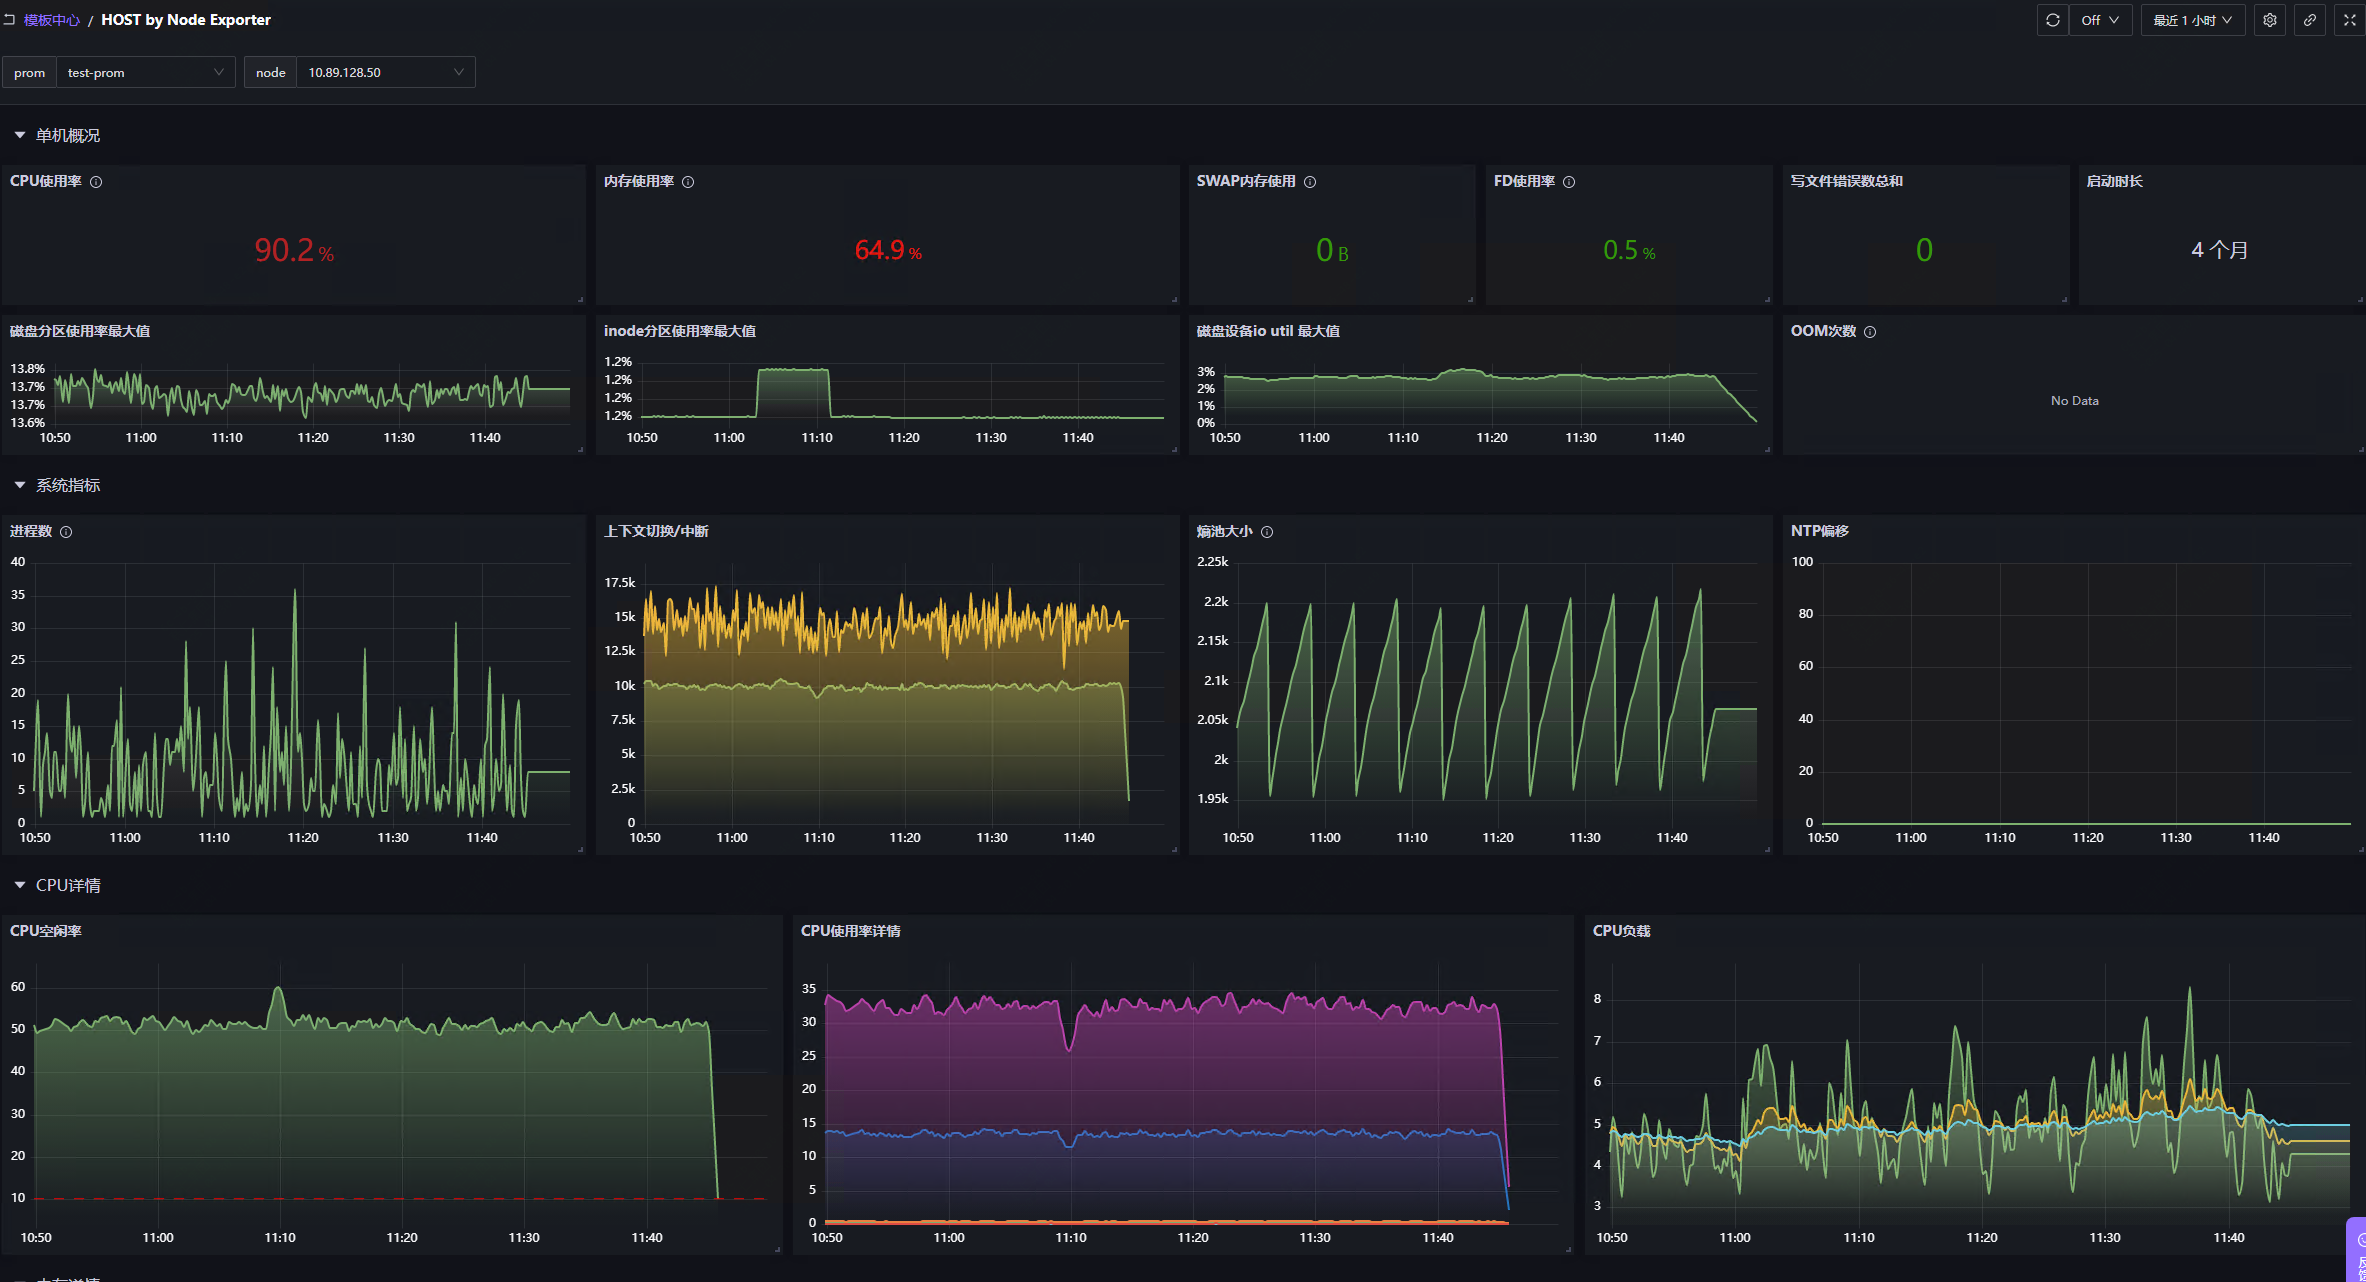 模板中心 / HOST by Node Exporter
Off
最近 1 小时
prom test-prom node 10.89.128.50
单机概况
CPU使用率
90.2 %
内存使用率
64.9 %
SWAP内存使用
0 B
FD使用率
0.5 %
写文件错误数总和
0
启动时长
4 个月
磁盘分区使用率最大值
13.8%
13.7%
13.7%
13.6%
10:50 11:00 11:10 11:20 11:30 11:40
inode分区使用率最大值
1.2%
1.2%
1.2%
1.2%
10:50 11:00 11:10 11:20 11:30 11:40
磁盘设备io util 最大值
3%
2%
1%
0%
10:50 11:00 11:10 11:20 11:30 11:40
OOM次数
No Data
系统指标
进程数
40
35
30
25
20
15
10
5
0
10:50 11:00 11:10 11:20 11:30 11:40
上下文切换/中断
17.5k
15k
12.5k
10k
7.5k
5k
2.5k
0
10:50 11:00 11:10 11:20 11:30 11:40
熵池大小
2.25k
2.2k
2.15k
2.1k
2.05k
2k
1.95k
10:50 11:00 11:10 11:20 11:30 11:40
NTP偏移
100
80
60
40
20
0
10:50 11:00 11:10 11:20 11:30 11:40
CPU详情
CPU空闲率
60
50
40
30
20
10
10:50 11:00 11:10 11:20 11:30 11:40
CPU使用率详情
35
30
25
20
15
10
5
0
10:50 11:00 11:10 11:20 11:30 11:40
CPU负载
8
7
6
5
4
3
10:50 11:00 11:10 11:20 11:30 11:40